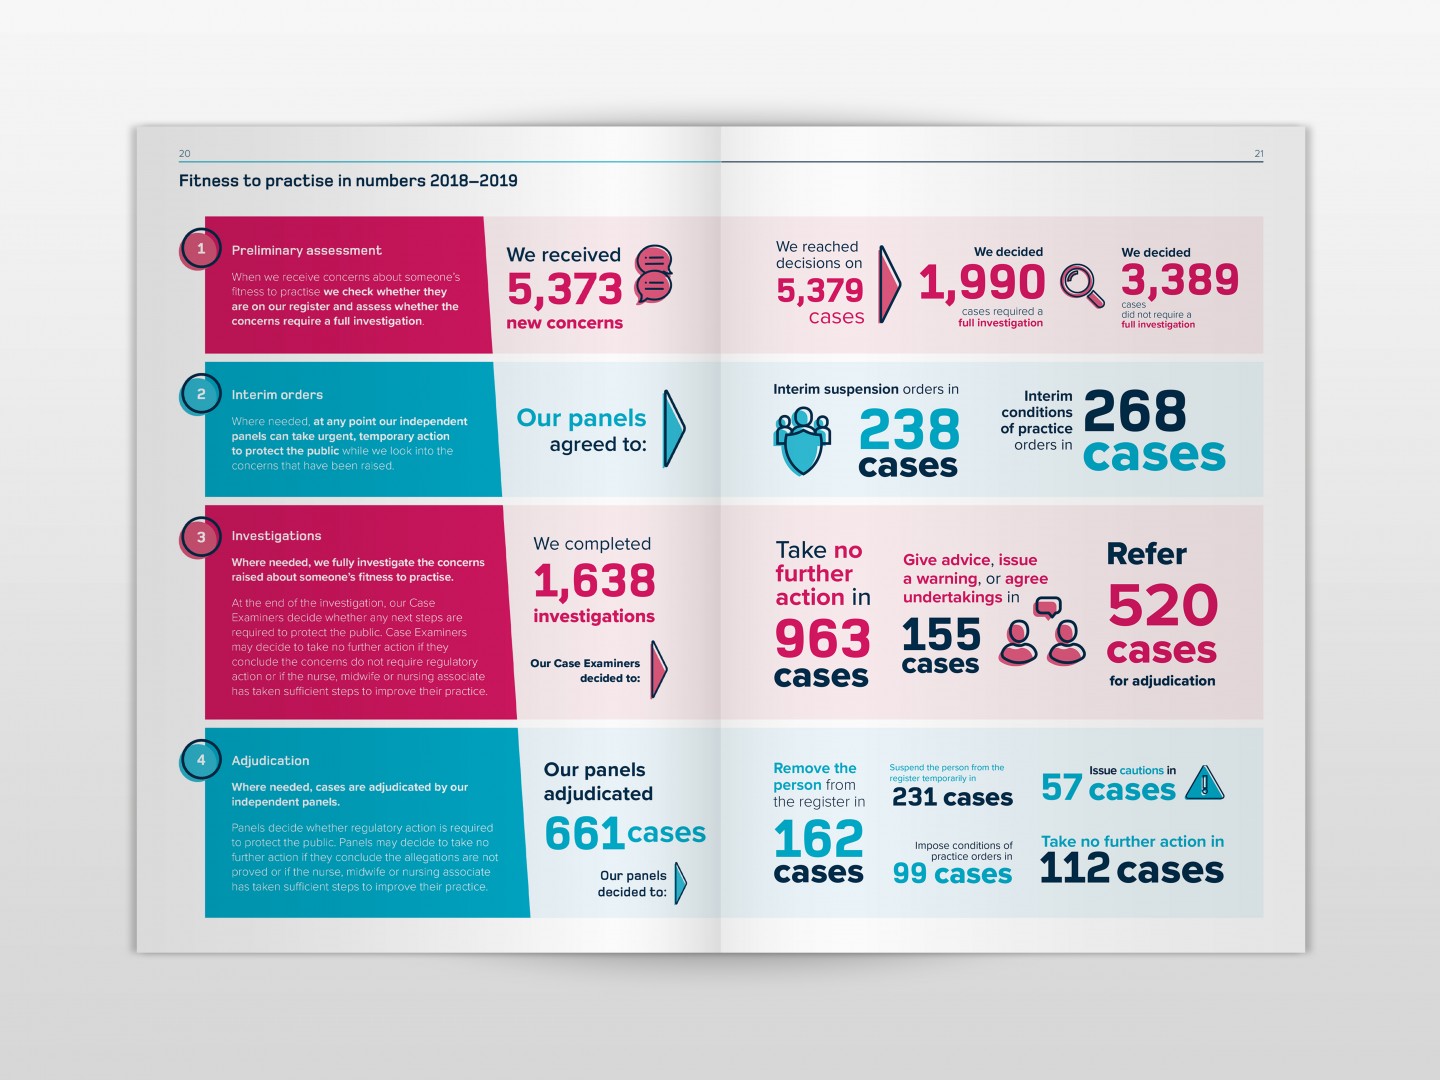 20
21
Fitness to practise in numbers 2018–2019
1
Preliminary assessment
When we receive concerns about someone's
fitness to practise we check whether they
are on our register and assess whether the
concerns require a full investigation.
We received
5,373
new concerns
We reached
decisions on
5,379
cases
We decided
1,990
cases required a
full investigation
We decided
3,389
cases
did not require a
full investigation
2
Interim orders
Where needed, at any point our independent
panels can take urgent, temporary action
to protect the public while we look into the
concerns that have been raised.
Our panels
agreed to:
Interim suspension orders in
238
cases
Interim
conditions
of practice
orders in
268
cases
3
Investigations
Where needed, we fully investigate the concerns
raised about someone's fitness to practise.
At the end of the investigation, our Case
Examiners decide whether any next steps are
required to protect the public. Case Examiners
may decide to take no further action if they
conclude the concerns do not require regulatory
action or if the nurse, midwife or nursing associate
has taken sufficient steps to improve their practice.
We completed
1,638
investigations
Our Case Examiners
decided to:
Take no
further
action in
963
cases
Give advice, issue
a warning, or agree
undertakings in
155
cases
Refer
520
cases
for adjudication
4
Adjudication
Where needed, cases are adjudicated by our
independent panels.
Panels decide whether regulatory action is required
to protect the public. Panels may decide to take no
further action if they conclude the allegations are not
proved or if the nurse, midwife or nursing associate
has taken sufficient steps to improve their practice.
Our panels
adjudicated
661 cases
Our panels
decided to:
Remove the
person from
the register in
162
cases
Suspend the person from the
register temporarily in
231 cases
Impose conditions of
practice orders in
99 cases
Issue cautions in
57 cases
Take no further action in
112 cases